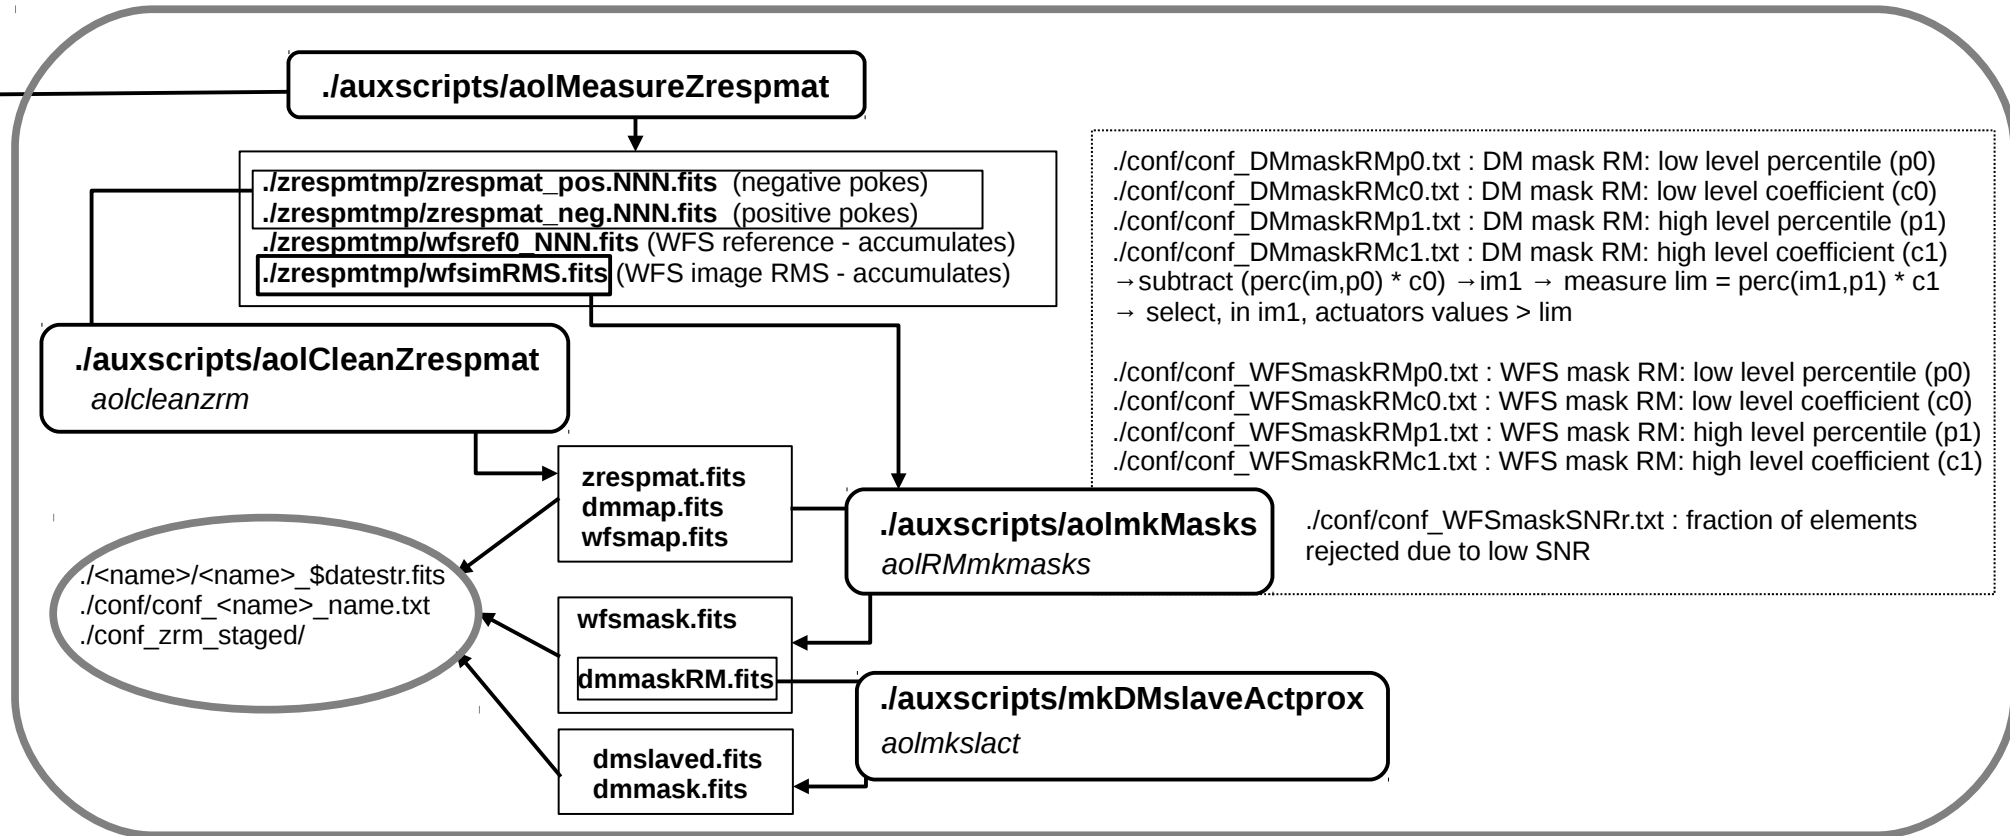 ./auxscripts/aolMeasureZrespmat
./zrespmtmp/zrespmat_pos.NNN.fits (negative pokes)
./zrespmtmp/zrespmat_neg.NNN.fits (positive pokes)
./zrespmtmp/wfsref0_NNN.fits (WFS reference - accumulates)
./zrespmtmp/wfsimRMS.fits (WFS image RMS - accumulates)
./conf/conf_DMmaskRMp0.txt : DM mask RM: low level percentile (p0)
./conf/conf_DMmaskRMc0.txt : DM mask RM: low level coefficient (c0)
./conf/conf_DMmaskRMp1.txt : DM mask RM: high level percentile (p1)
./conf/conf_DMmaskRMc1.txt : DM mask RM: high level coefficient (c1)
→subtract (perc(im,p0) * c0) →im1 → measure lim = perc(im1,p1) * c1
→ select, in im1, actuators values > lim
./conf/conf_WFSmaskRMp0.txt : WFS mask RM: low level percentile (p0)
./conf/conf_WFSmaskRMc0.txt : WFS mask RM: low level coefficient (c0)
./conf/conf_WFSmaskRMp1.txt : WFS mask RM: high level percentile (p1)
./conf/conf_WFSmaskRMc1.txt : WFS mask RM: high level coefficient (c1)
./conf/conf_WFSmaskSNRr.txt : fraction of elements
rejected due to low SNR
./auxscripts/aolCleanZrespmat
aolcleanzrm
zrespmat.fits
dmmap.fits
wfsmap.fits
./auxscripts/aolmkMasks
aolRMmkmasks
./<name>/<name>_$datestr.fits
./conf/conf_<name>_name.txt
./conf_zrm_staged/
wfsmask.fits
dmmaskRM.fits
./auxscripts/mkDMslaveActprox
aolmkslact
dmslaved.fits
dmmask.fits